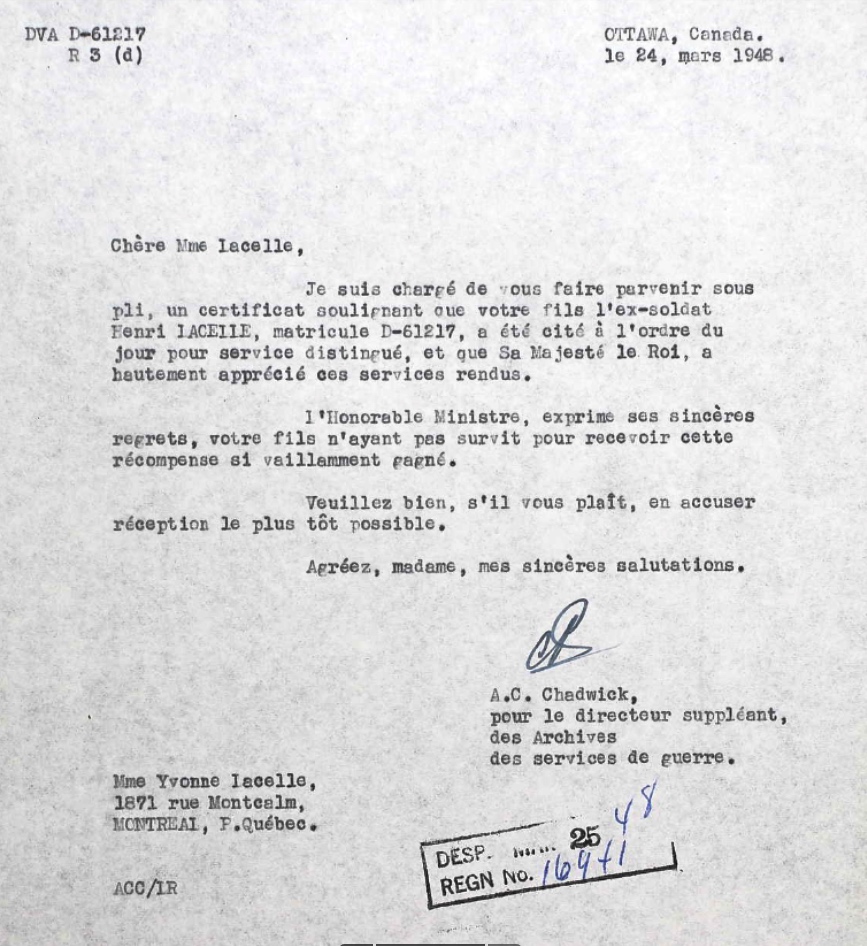 DVA D-61217
R 3 (d)
OTTAWA, Canada.
le 24, mars 1948.
Chère Mme Lacelle,
Je suis chargé de vous faire parvenir sous
pli, un certificat soulignant que votre fils l'ex-soldat
Henri LACELLE, matricule D-61217, a été cité à l'ordre du
jour pour service distingué, et que Sa Majesté le Roi, a
hautement apprécié ces services rendus.
L'Honorable Ministre, exprime ses sincères
regrets, votre fils n'ayant pas survit pour recevoir cette
récompense si vaillamment gagné.
Veuillez bien, s'il vous plaît, en accuser
réception le plus tôt possible.
Agréez, madame, mes sincères salutations.
A.C. Chadwick,
pour le directeur suppléant,
des Archives
des services de guerre.
Mme Yvonne Lacelle,
1871 rue Montcalm,
MONTREAL, P.Québec.
DESP. 25 48
REGN No.
ACC/LR